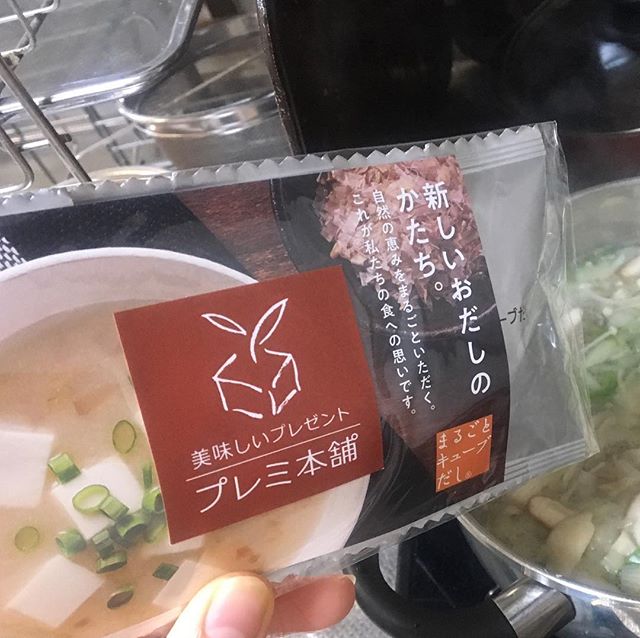 新しいおだしの
かたち。
自然の恵みをまるごといただく。
これが私たちの食への思いです。
まるごと
キューブ
だし。
美味しいプレゼント
プレミ本舗
ーブだ